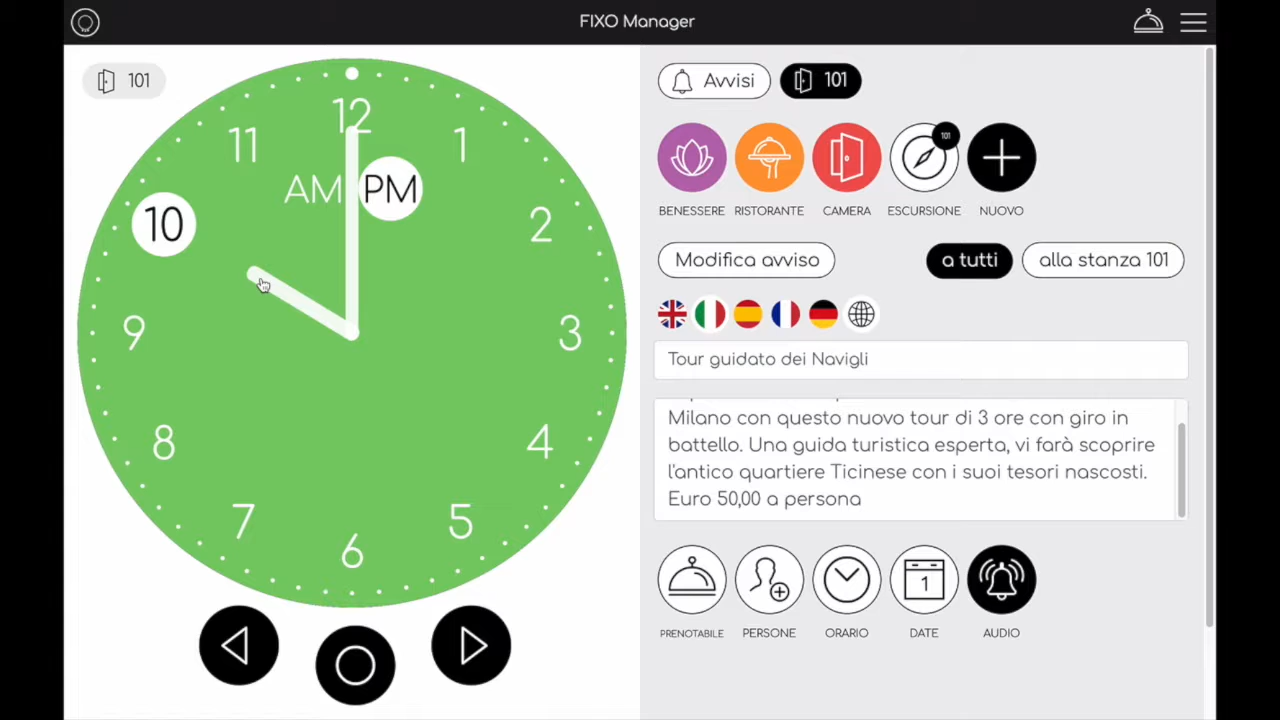 FIXO Manager
101
12
11
1
AM PM
10
2
9
3
8
4
7
5
6
Avvisi
101
101
BENESSERE
RISTORANTE
CAMERA
ESCURSIONE
NUOVO
Modifica avviso
a tutti
alla stanza 101
Tour guidato dei Navigli
Milano con questo nuovo tour di 3 ore con giro in
battello. Una guida turistica esperta, vi farà scoprire
l'antico quartiere Ticinese con i suoi tesori nascosti.
Euro 50,00 a persona
1
PRENOTABILE
PERSONE
ORARIO
DATE
AUDIO